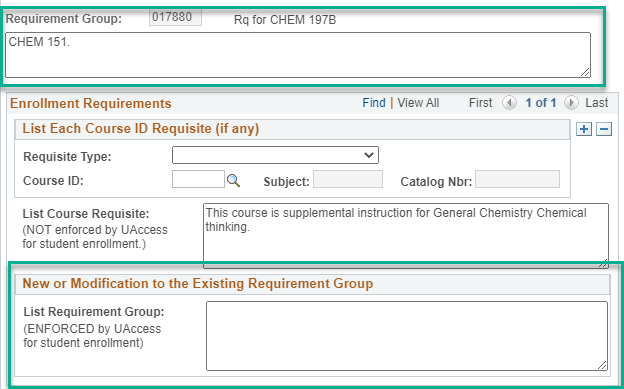 Requirement Group: 017880 Rq for CHEM 197B
CHEM 151.
Enrollment Requirements Find | View All First 1 of 1 Last
List Each Course ID Requisite (if any)
Requisite Type:
Course ID: Subject: Catalog Nbr:
List Course Requisite:
(NOT enforced by UAccess
for student enrollment.)
This course is supplemental instruction for General Chemistry Chemical
thinking.
New or Modification to the Existing Requirement Group
List Requirement Group:
(ENFORCED by UAccess
for student enrollment)